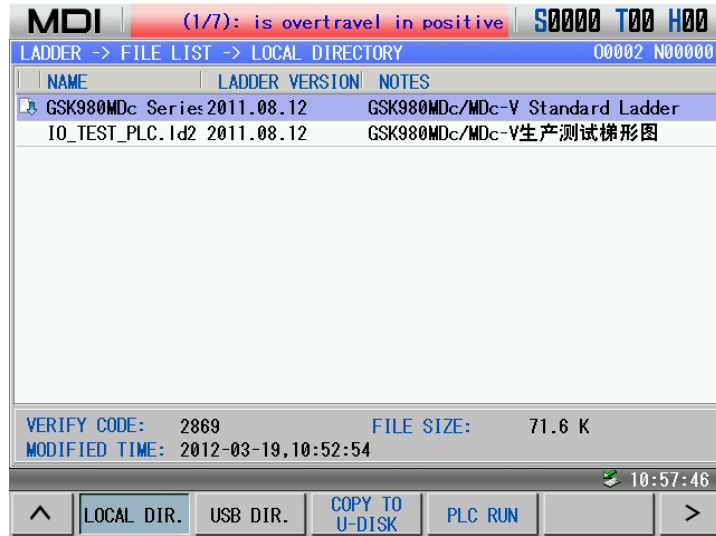 MDI (1/7): is overtravel in positive S0000 T00 H00
LADDER -> FILE LIST -> LOCAL DIRECTORY O0002 N00000
NAME LADDER VERSION NOTES
GSK980MDc Series 2011.08.12 GSK980MDc/MDc-V Standard Ladder
IO_TEST_PLC.ld2 2011.08.12 GSK980MDc/MDc-V生产测试梯形图
VERIFY CODE: 2869 FILE SIZE: 71.6 K
MODIFIED TIME: 2012-03-19,10:52:54
10:57:46
^ LOCAL DIR. USB DIR. COPY TO U-DISK PLC RUN >